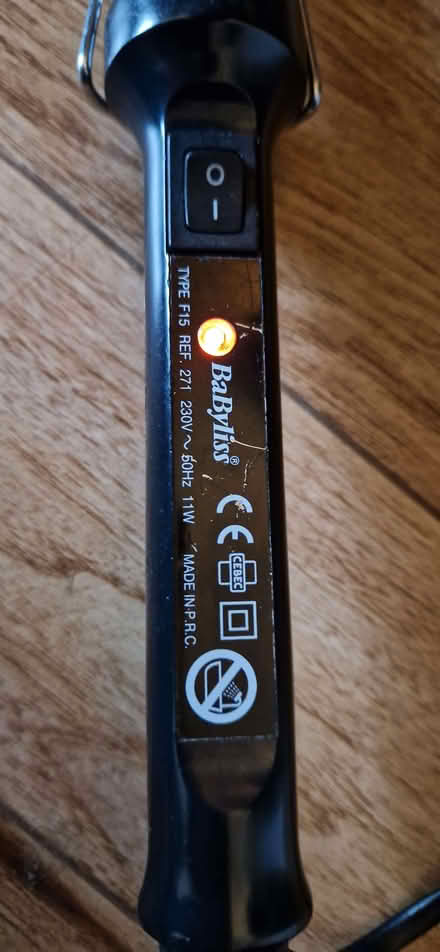 O I
BaByliss®
CE CEBEC
TYPE F15 REF. 271 230V~50Hz 11W MADE IN P.R.C.